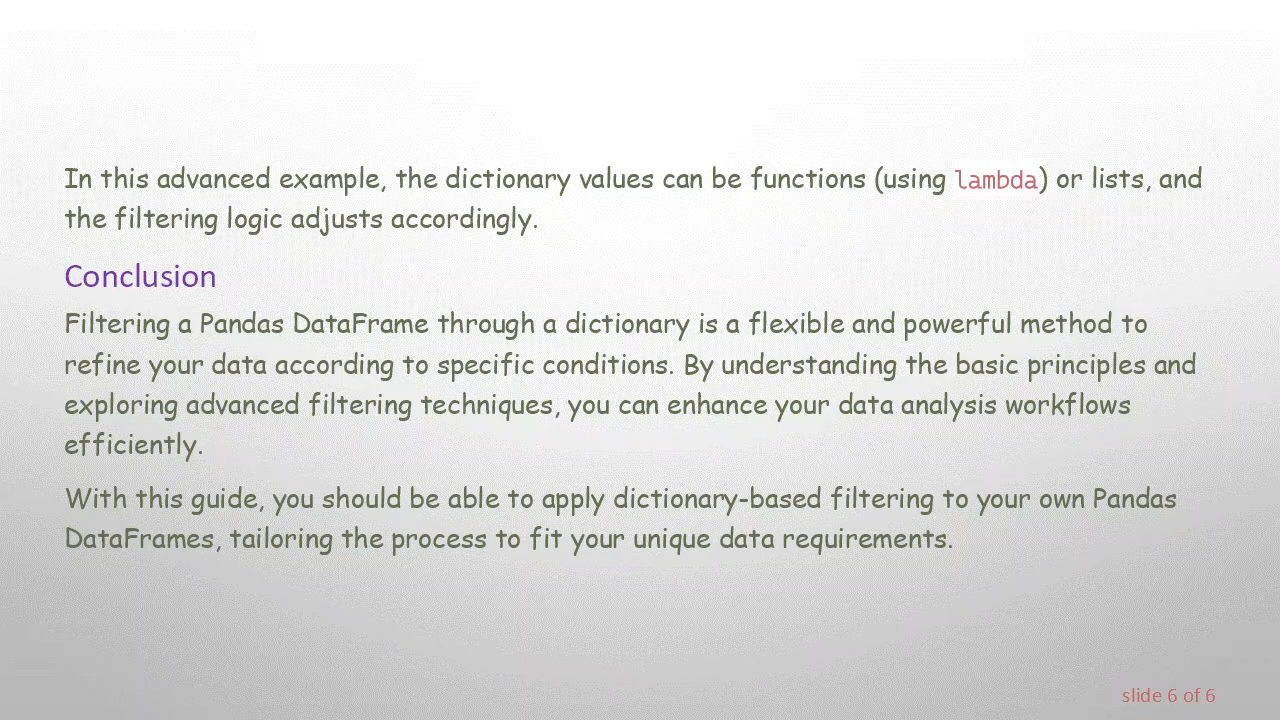 In this advanced example, the dictionary values can be functions (using lambda) or lists, and
the filtering logic adjusts accordingly.
Conclusion
Filtering a Pandas DataFrame through a dictionary is a flexible and powerful method to
refine your data according to specific conditions. By understanding the basic principles and
exploring advanced filtering techniques, you can enhance your data analysis workflows
efficiently.
With this guide, you should be able to apply dictionary-based filtering to your own Pandas
DataFrames, tailoring the process to fit your unique data requirements.
slide 6 of 6